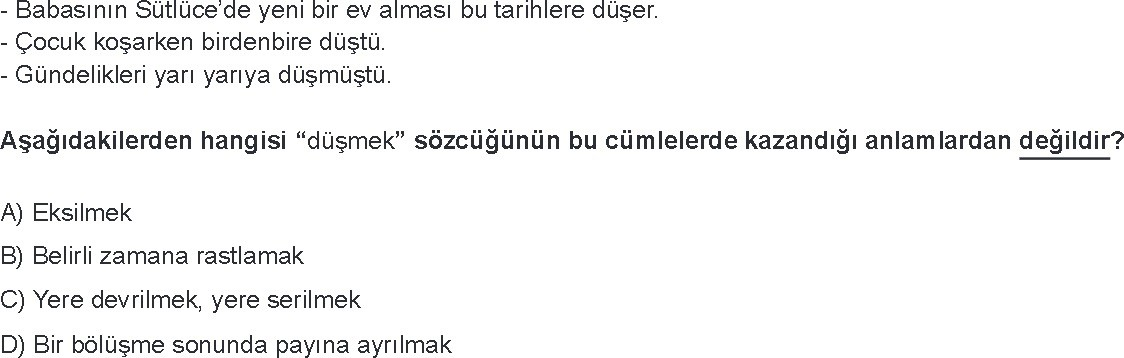 - Babasının Sütlüce’de yeni bir ev alması bu tarihlere düşer.
- Çocuk koşarken birdenbire düştü.
- Gündelikleri yarı yarıya düşmüştü.
Aşağıdakilerden hangisi “düşmek” sözcüğünün bu cümlelerde kazandığı anlamlardan değildir?
A) Eksilmek
B) Belirli zamana rastlamak
C) Yere devrilmek, yere serilmek
D) Bir bölüşme sonunda payına ayrılmak